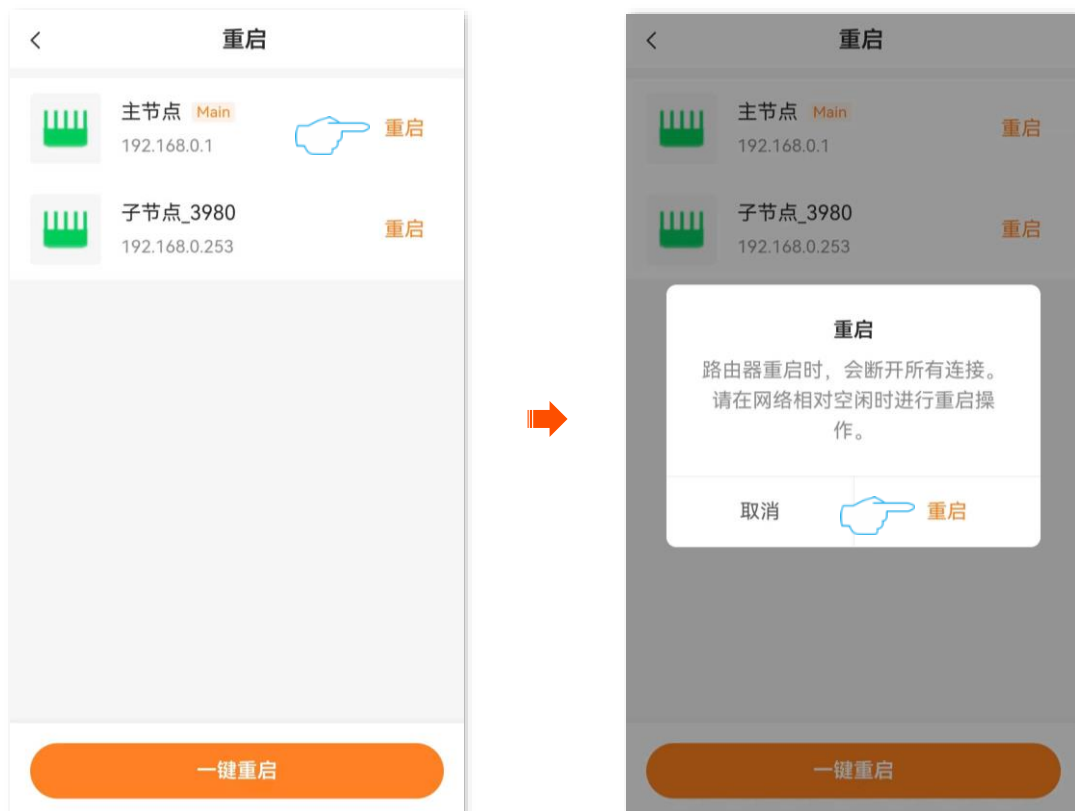 重启
主节点 Main
192.168.0.1
重启
子节点_3980
192.168.0.253
重启
一键重启
重启
主节点 Main
192.168.0.1
重启
子节点_3980
192.168.0.253
重启
重启
路由器重启时，会断开所有连接。
请在网络相对空闲时进行重启操
作。
取消
重启
一键重启